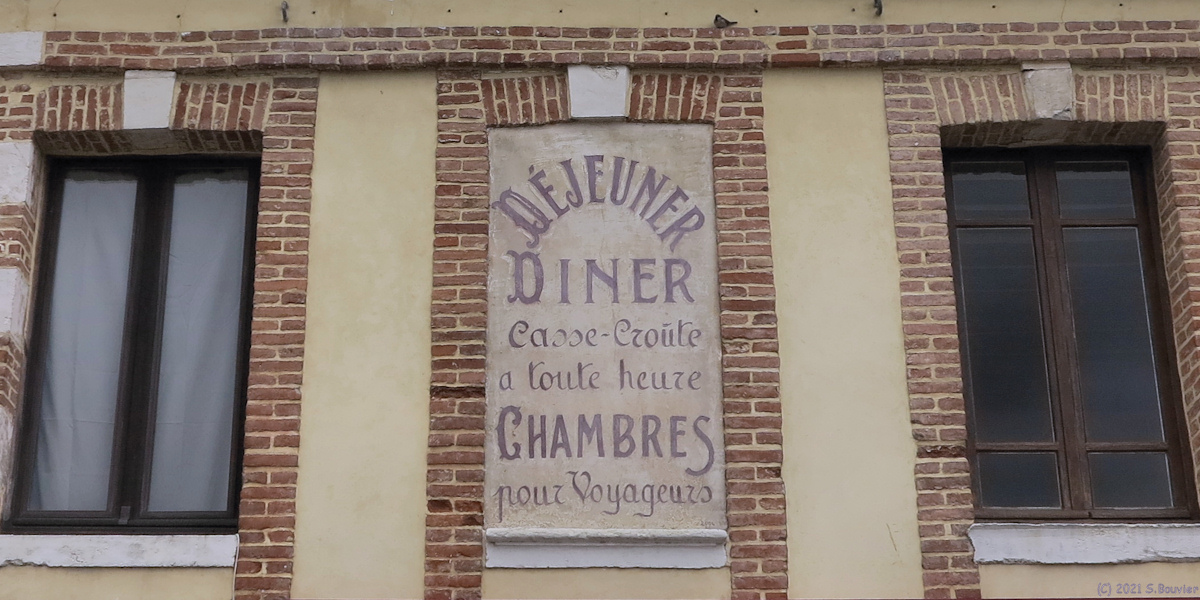 DÉJEUNER
DINER
Casse-Croûte
a toute heure
CHAMBRES
pour Voyageurs
(C) 2021 S.Bouvier